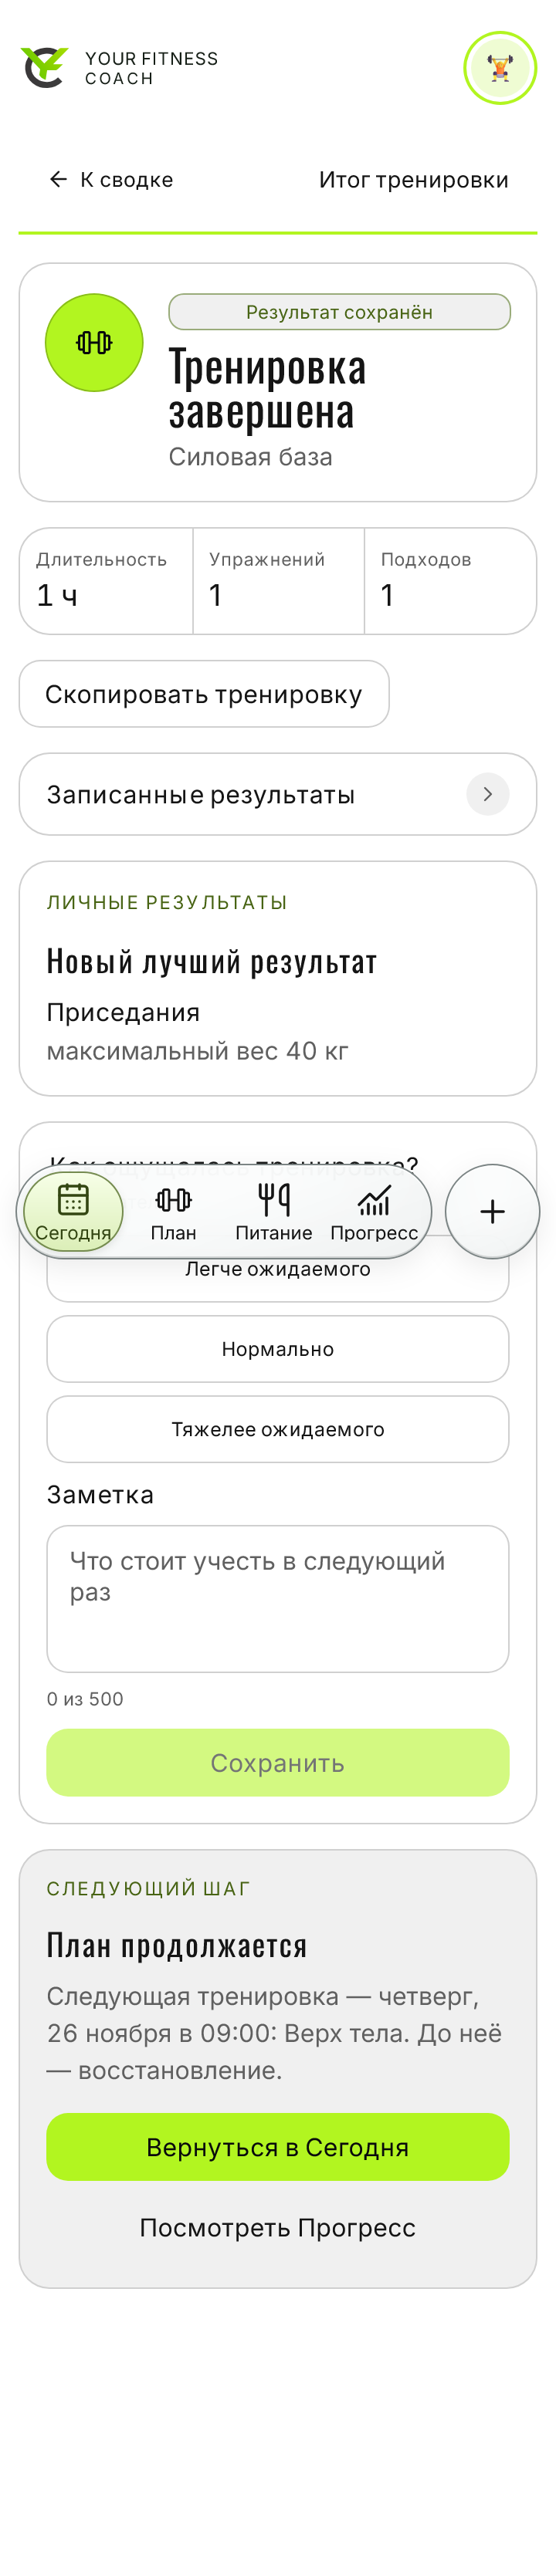 YOUR FITNESS
COACH
К сводке
Итог тренировки
Результат сохранён
Тренировка
завершена
Силовая база
Длительность
1 ч
Упражнений
1
Подходов
1
Скопировать тренировку
Записанные результаты
ЛИЧНЫЕ РЕЗУЛЬТАТЫ
Новый лучший результат
Приседания
максимальный вес 40 кг
Как ощущалась тренировка?
Сегодня
План
Питание
Прогресс
Легче ожидаемого
Нормально
Тяжелее ожидаемого
Заметка
Что стоит учесть в следующий
раз
0 из 500
Сохранить
СЛЕДУЮЩИЙ ШАГ
План продолжается
Следующая тренировка — четверг,
26 ноября в 09:00: Верх тела. До неё
— восстановление.
Вернуться в Сегодня
Посмотреть Прогресс